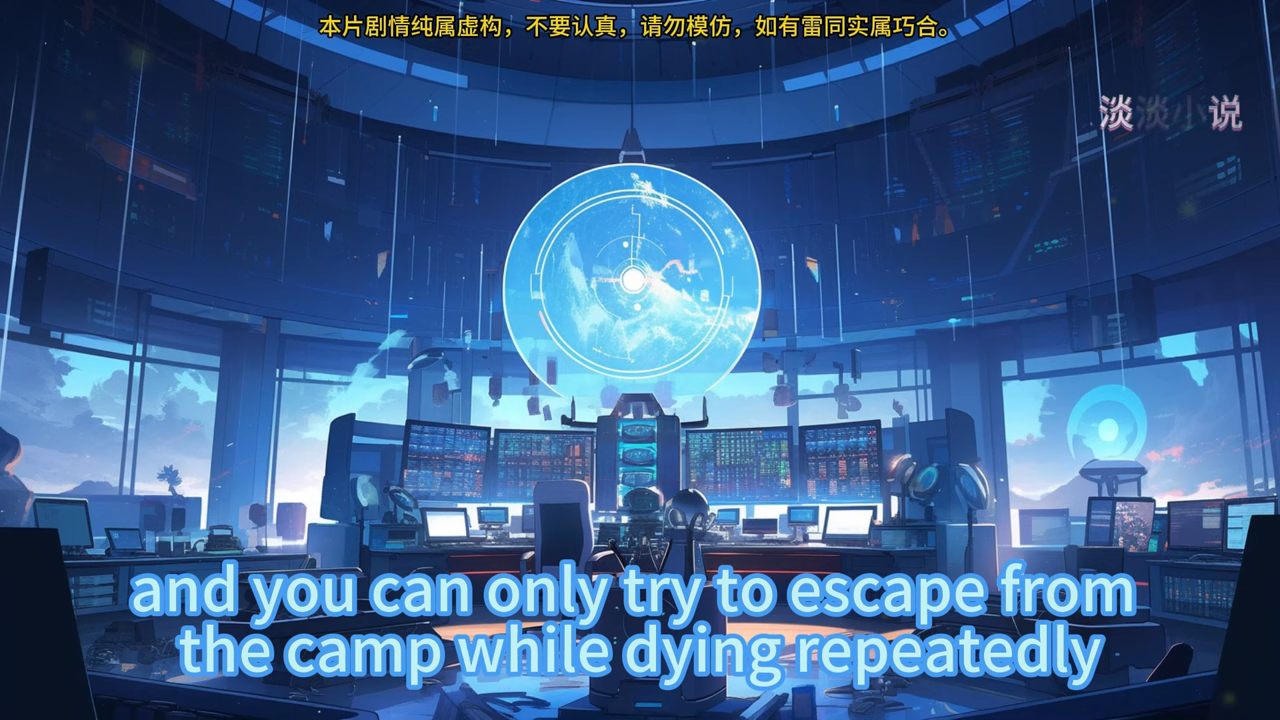 本片剧情纯属虚构，不要认真，请勿模仿，如有雷同实属巧合。
淡淡小说
and you can only try to escape from
the camp while dying repeatedly